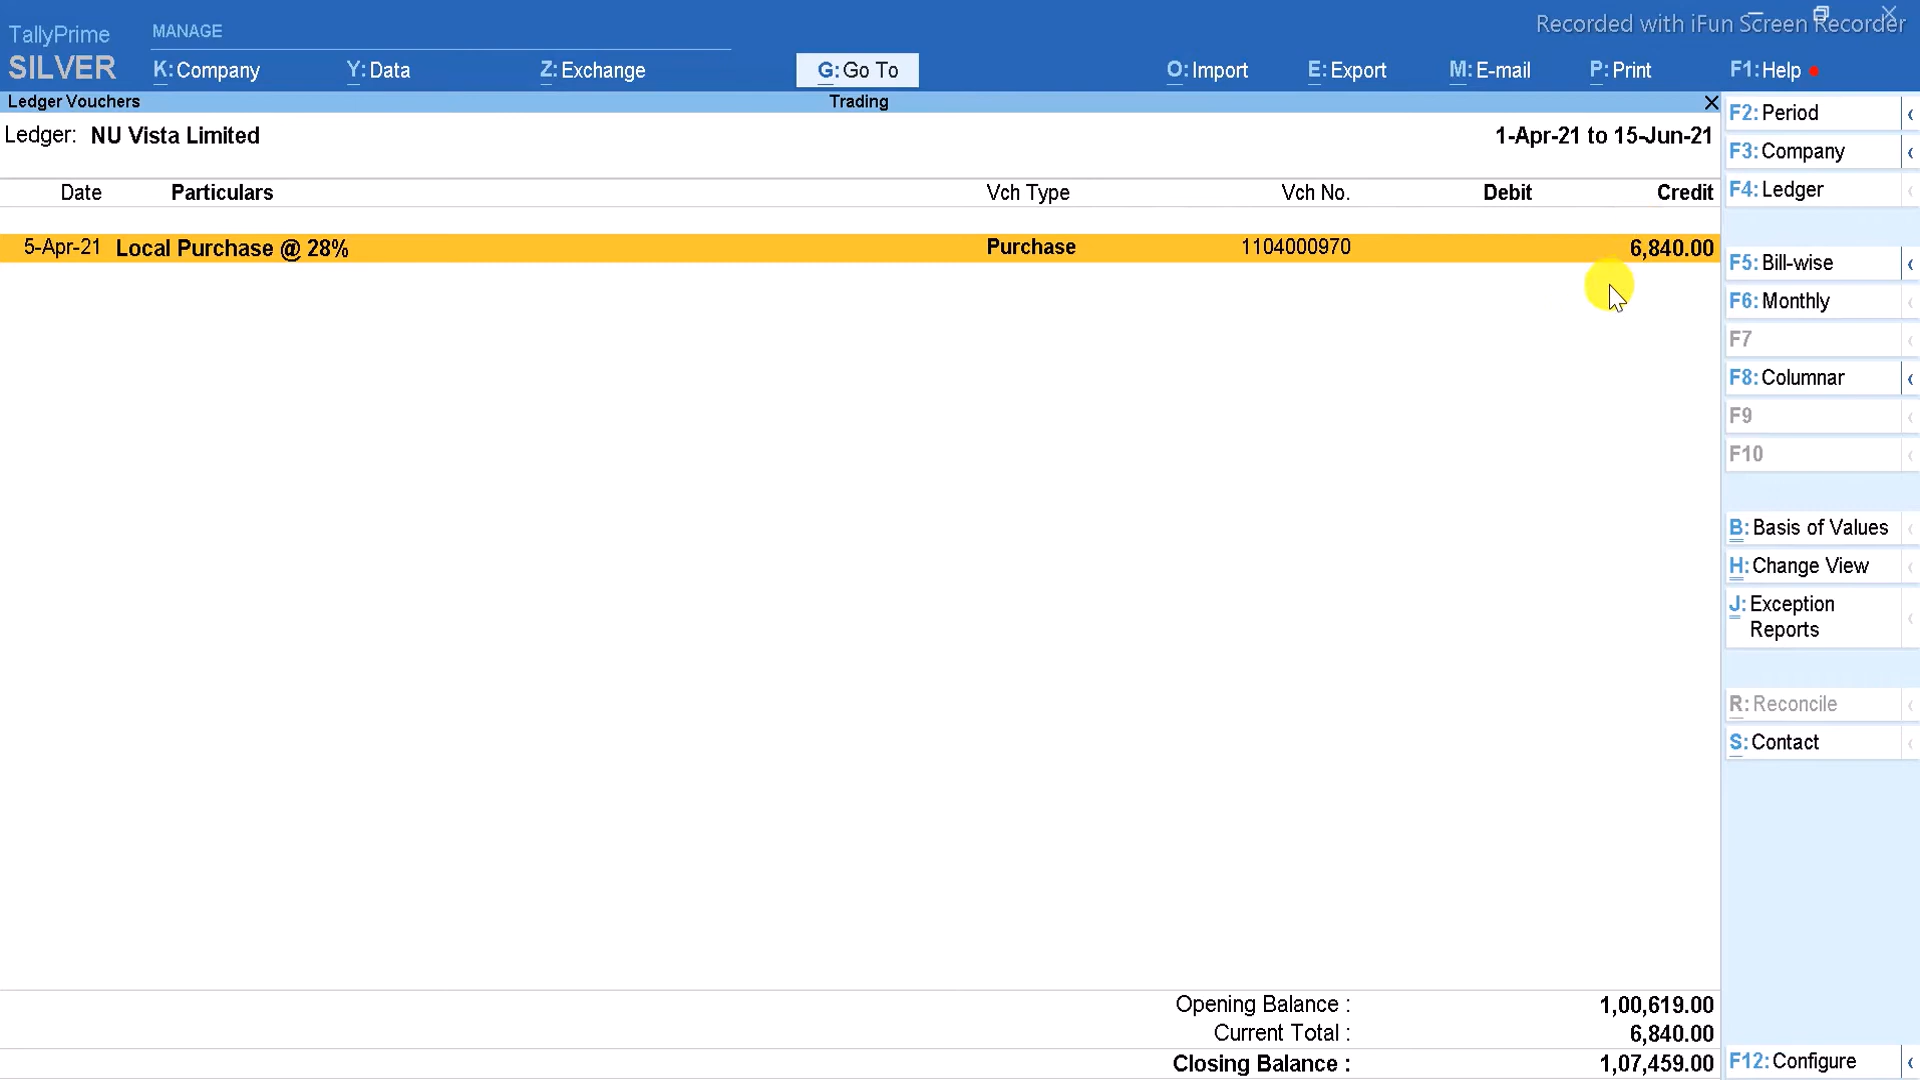 Recorded with iFun Screen Recorder
TallyPrime
SILVER
MANAGE
K:Company
Y:Data
Z:Exchange
G:Go To
O:Import
E:Export
M:E-mail
P:Print
F1:Help
Ledger Vouchers
Trading
Ledger: NU Vista Limited
1-Apr-21 to 15-Jun-21
Date Particulars Vch Type Vch No. Debit Credit
5-Apr-21 Local Purchase @ 28% Purchase 1104000970 6,840.00
Opening Balance : 1,00,619.00
Current Total : 6,840.00
Closing Balance : 1,07,459.00
F2:Period
F3:Company
F4:Ledger
F5:Bill-wise
F6:Monthly
F7
F8:Columnar
F9
F10
B:Basis of Values
H:Change View
J:Exception
Reports
R:Reconcile
S:Contact
F12:Configure